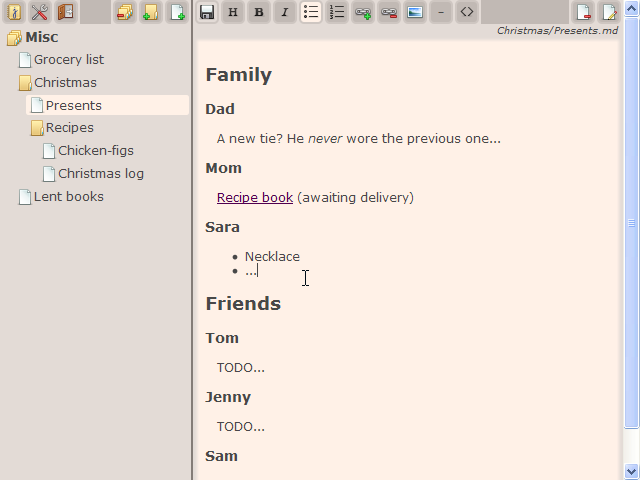 H B I – <>
Christmas/Presents.md
Misc
Grocery list
Christmas
Presents
Recipes
Chicken-figs
Christmas log
Lent books
Family
Dad
A new tie? He never wore the previous one...
Mom
Recipe book (awaiting delivery)
Sara
• Necklace
• ...
Friends
Tom
TODO...
Jenny
TODO...
Sam